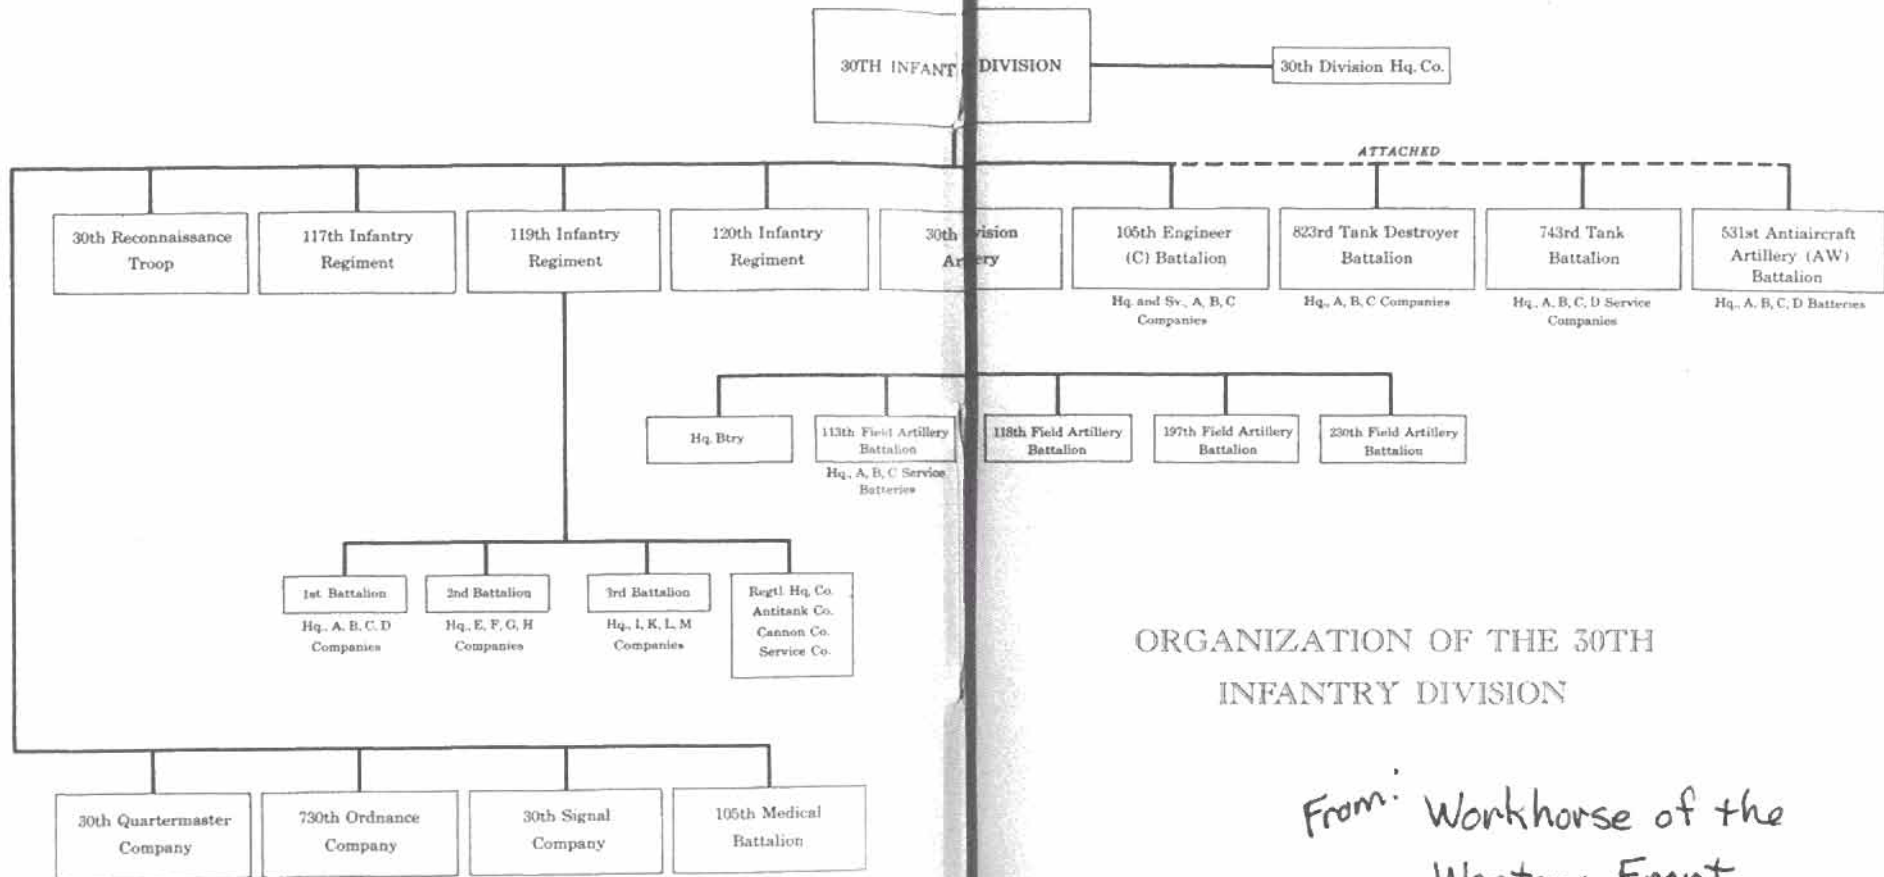 30TH INFANT DIVISION
30th Division Hq. Co.
ATTACHED
30th Reconnaissance
Troop
117th Infantry
Regiment
119th Infantry
Regiment
120th Infantry
Regiment
30th vision
Ar ery
105th Engineer
(C) Battalion
Hq. and Sv., A, B, C
Companies
823rd Tank Destroyer
Battalion
Hq., A, B, C Companies
743rd Tank
Battalion
Hq., A, B, C, D Service
Companies
531st Antiaircraft
Artillery (AW)
Battalion
Hq., A, B, C, D Batteries
Hq. Btry
113th Field Artillery
Battalion
Hq., A, B, C Service
Batteries
118th Field Artillery
Battalion
197th Field Artillery
Battalion
230th Field Artillery
Battalion
1st Battalion
Hq., A, B, C, D
Companies
2nd Battalion
Hq., E, F, G, H
Companies
3rd Battalion
Hq., I, K, L, M
Companies
Regtl. Hq. Co.
Antitank Co.
Cannon Co.
Service Co.
ORGANIZATION OF THE 30TH
INFANTRY DIVISION
30th Quartermaster
Company
730th Ordnance
Company
30th Signal
Company
105th Medical
Battalion
From: Workhorse of the
Western Front